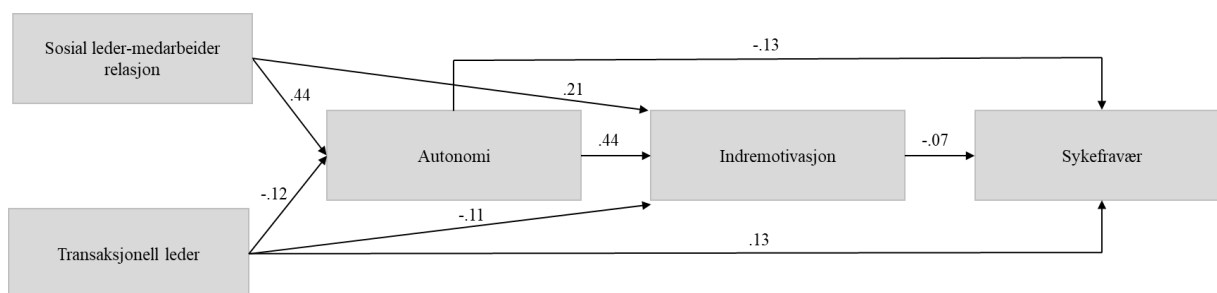 Sosial leder-medarbeider
relasjon
-.13
.44
.21
Autonomi
.44
Indremotivasjon
-.07
Sykefravær
-.12
-.11
Transaksjonell leder
.13